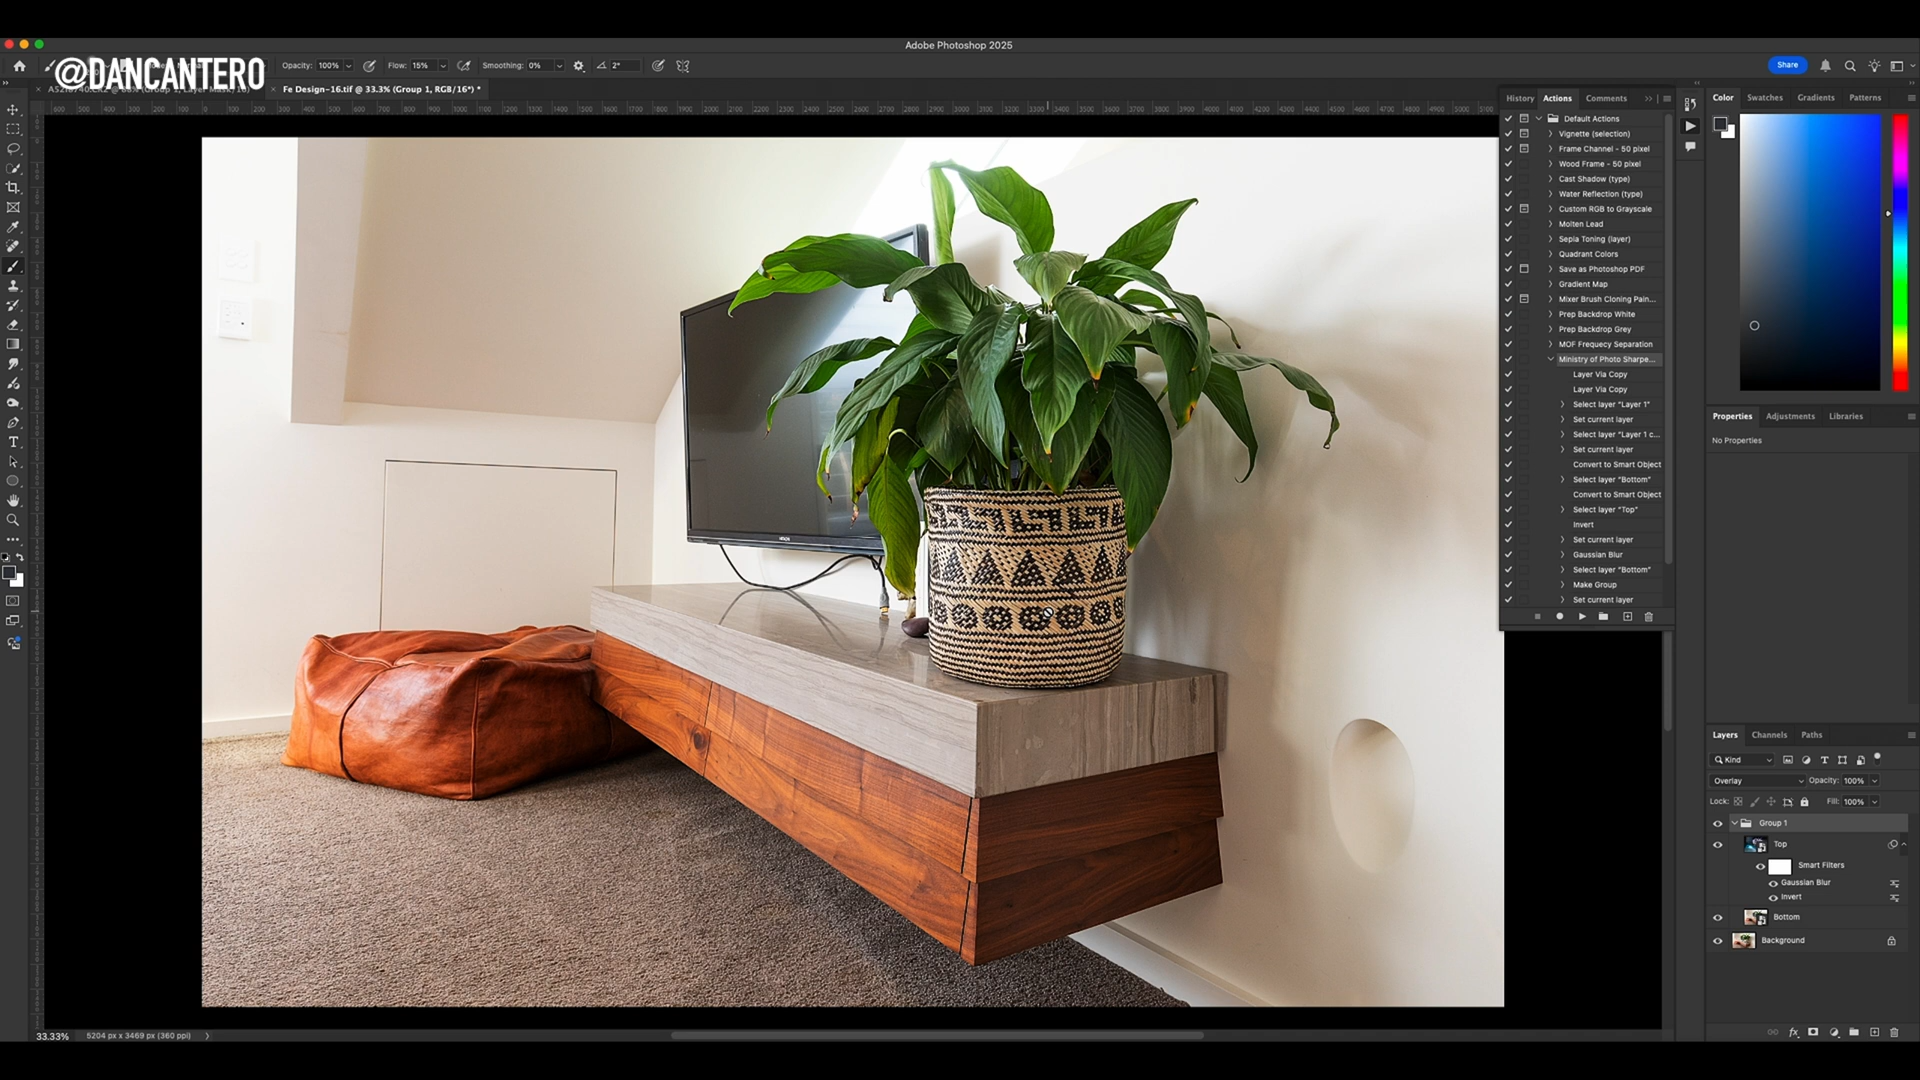 Adobe Photoshop 2025
@DANCANTERO
Opacity: 100%
Flow: 15%
Smoothing: 0%
2°
Share
Fe Design-16.tif @ 33.3% (Group 1, RGB/16*) *
History
Actions
Comments
Default Actions
Vignette (selection)
Frame Channel - 50 pixel
Wood Frame - 50 pixel
Cast Shadow (type)
Water Reflection (type)
Custom RGB to Grayscale
Molten Lead
Sepia Toning (layer)
Quadrant Colors
Save as Photoshop PDF
Gradient Map
Mixer Brush Cloning Pain...
Prep Backdrop White
Prep Backdrop Grey
MOF Frequecy Separation
Ministry of Photo Sharpe...
Layer Via Copy
Layer Via Copy
Select layer "Layer 1"
Set current layer
Select layer "Layer 1 c...
Set current layer
Convert to Smart Object
Select layer "Bottom"
Convert to Smart Object
Select layer "Top"
Invert
Set current layer
Gaussian Blur
Select layer "Bottom"
Make Group
Set current layer
Color
Swatches
Gradients
Patterns
Properties
Adjustments
Libraries
No Properties
Layers
Channels
Paths
Kind
Overlay
Opacity: 100%
Lock:
Fill: 100%
Group 1
Top
Smart Filters
Gaussian Blur
Invert
Bottom
Background
33.33%
5204 px x 3469 px (360 ppi)